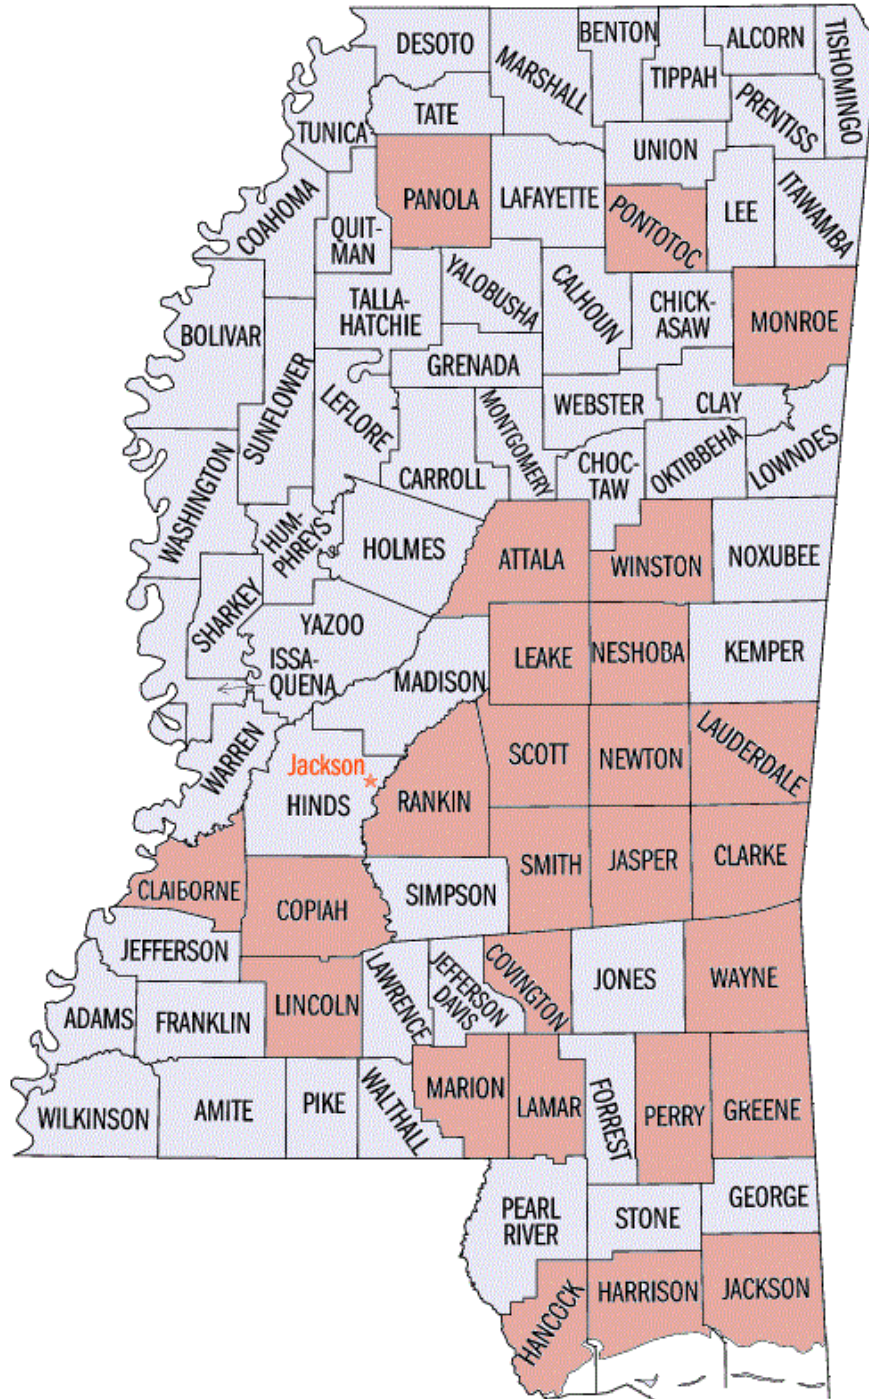 DESOTO
BENTON
ALCORN
TISHOMINGO
MARSHALL
TIPPAH
PRENTISS
TATE
TUNICA
UNION
PANOLA
LAFAYETTE
PONTOTOC
LEE
ITAWAMBA
COAHOMA
QUIT-
MAN
YALOBUSHA
CALHOUN
TALLA-
HATCHIE
CHICK-
ASAW
MONROE
BOLIVAR
GRENADA
SUNFLOWER
LEFLORE
MONTGOMERY
WEBSTER
CLAY
CARROLL
CHOC-
TAW
OKTIBBEHA
LOWNDES
WASHINGTON
HUM-
PHREYS
HOLMES
ATTALA
WINSTON
NOXUBEE
SHARKEY
YAZOO
ISSA-
QUENA
MADISON
LEAKE
NESHOBA
KEMPER
WARREN
Jackson
HINDS
RANKIN
SCOTT
NEWTON
LAUDERDALE
CLAIBORNE
COPIAH
SIMPSON
SMITH
JASPER
CLARKE
JEFFERSON
LINCOLN
LAWRENCE
JEFFERSON
DAVIS
COVINGTON
JONES
WAYNE
ADAMS
FRANKLIN
WILKINSON
AMITE
PIKE
WALTHALL
MARION
LAMAR
FORREST
PERRY
GREENE
PEARL
RIVER
STONE
GEORGE
HANCOCK
HARRISON
JACKSON